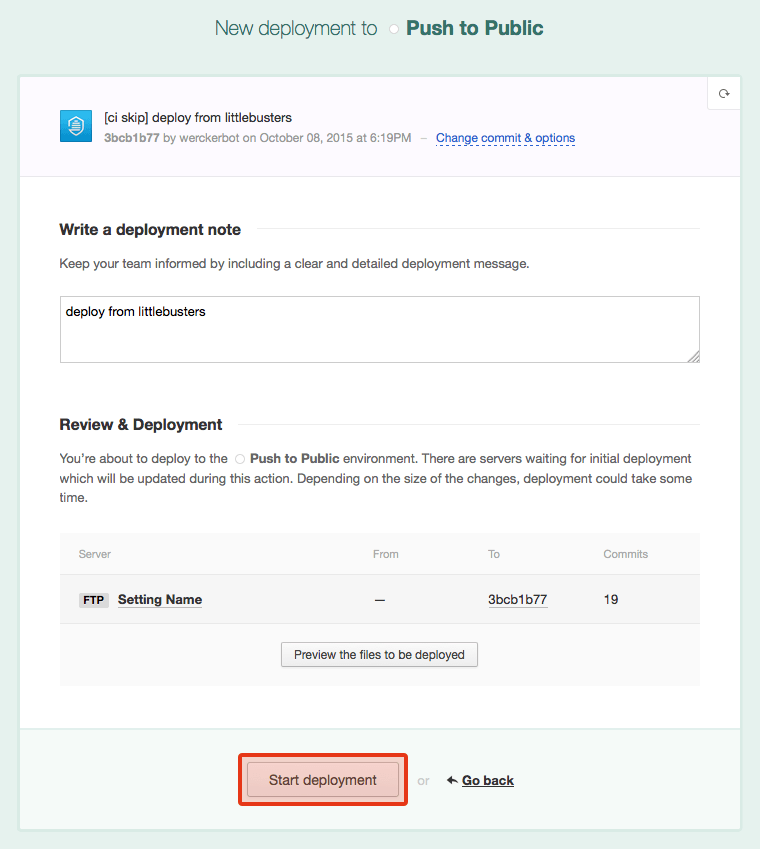 New deployment to Push to Public
[ci skip] deploy from littlebusters
3bcb1b77 by werckerbot on October 08, 2015 at 6:19PM – Change commit & options
Write a deployment note
Keep your team informed by including a clear and detailed deployment message.
deploy from littlebusters
Review & Deployment
You're about to deploy to the Push to Public environment. There are servers waiting for initial deployment
which will be updated during this action. Depending on the size of the changes, deployment could take some
time.
Server From To Commits
FTP Setting Name — 3bcb1b77 19
Preview the files to be deployed
Start deployment or Go back